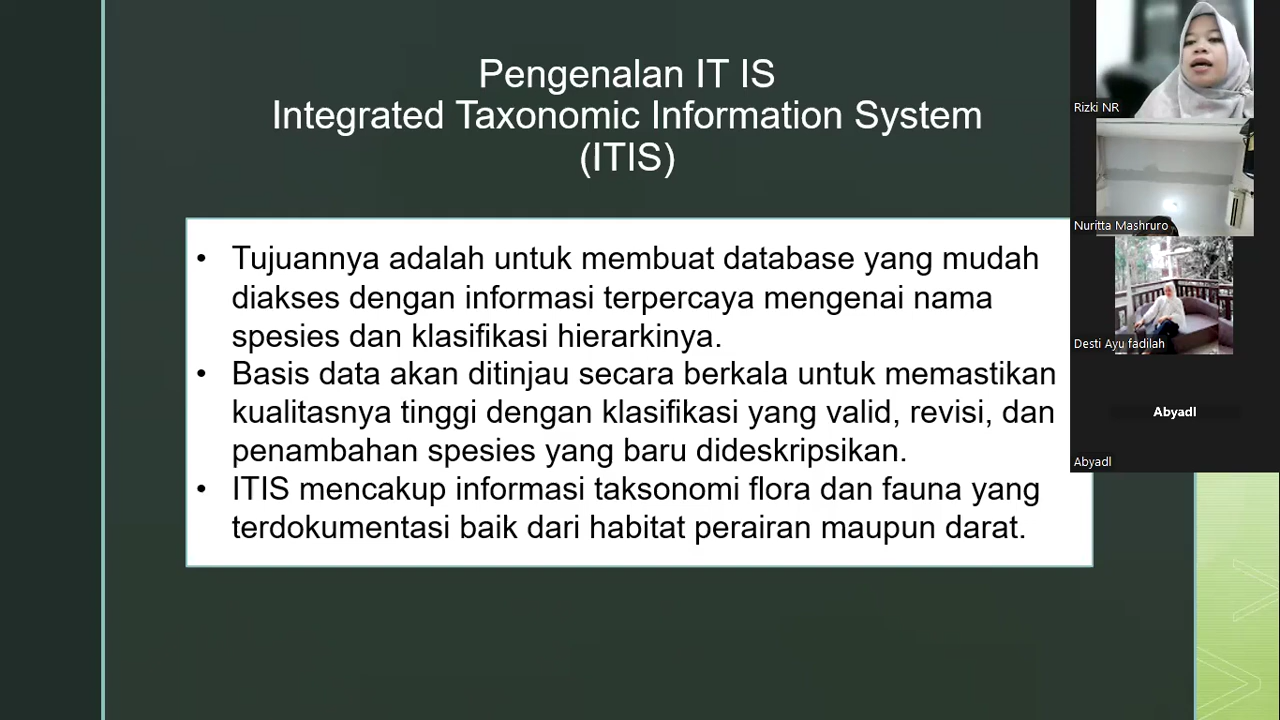 Pengenalan IT IS
Integrated Taxonomic Information System
(ITIS)
• Tujuannya adalah untuk membuat database yang mudah
diakses dengan informasi terpercaya mengenai nama
spesies dan klasifikasi hierarkinya.
• Basis data akan ditinjau secara berkala untuk memastikan
kualitasnya tinggi dengan klasifikasi yang valid, revisi, dan
penambahan spesies yang baru dideskripsikan.
• ITIS mencakup informasi taksonomi flora dan fauna yang
terdokumentasi baik dari habitat perairan maupun darat.
Rizki NR
Nuritta Mashruro
Desti Ayu fadilah
Abyadl
Abyadl